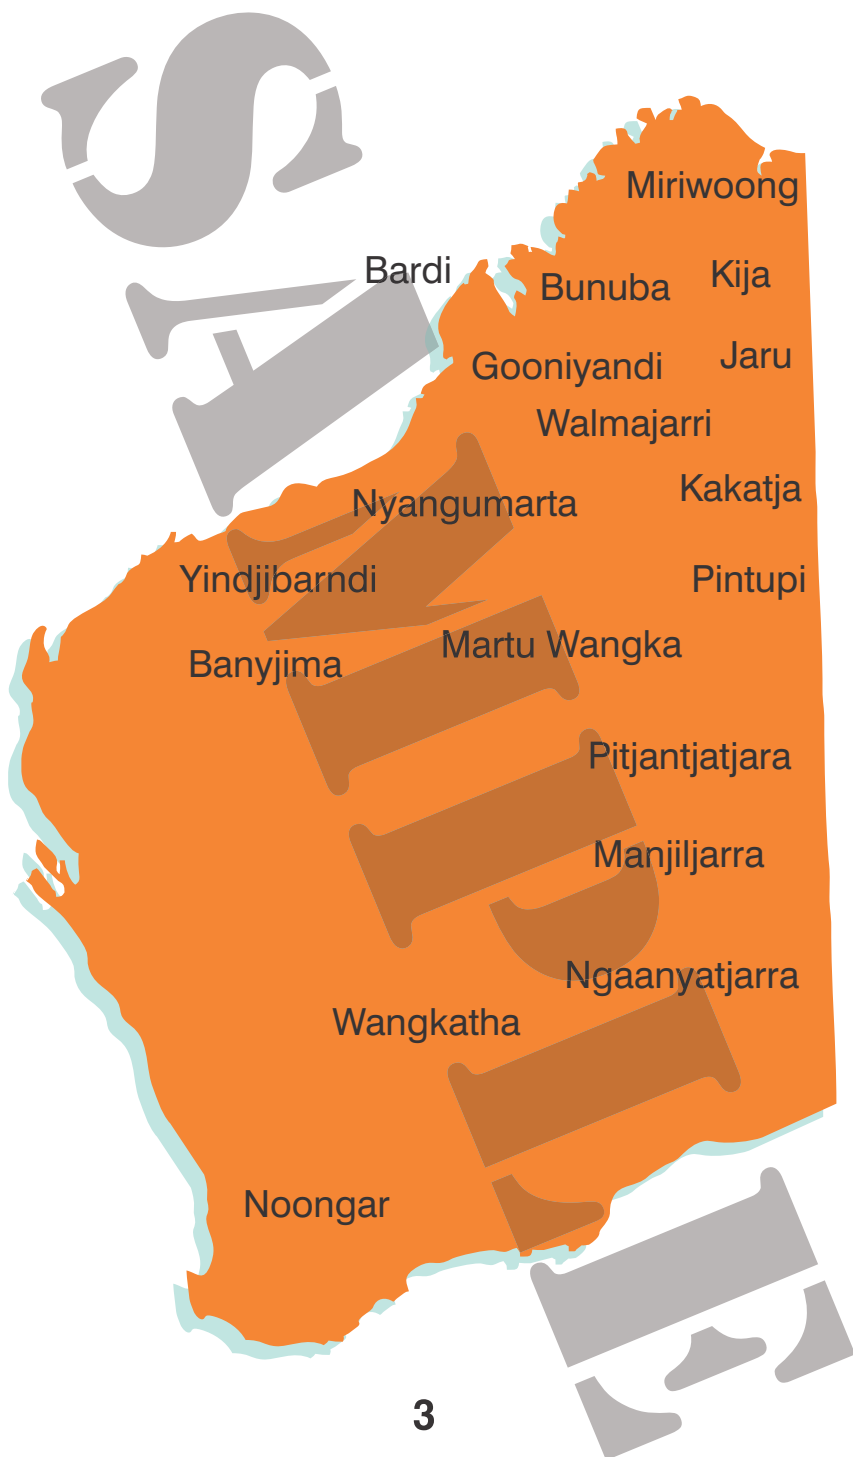 Miriwoong
Bardi
Bunuba
Kija
Gooniyandi
Jaru
Walmajarri
Nyangumarta
Kakatja
Yindjibarndi
Pintupi
Banyjima
Martu Wangka
Pitjantjatjara
Manjiljarra
Ngaanyatjarra
Wangkatha
Noongar
SAMPLE
3